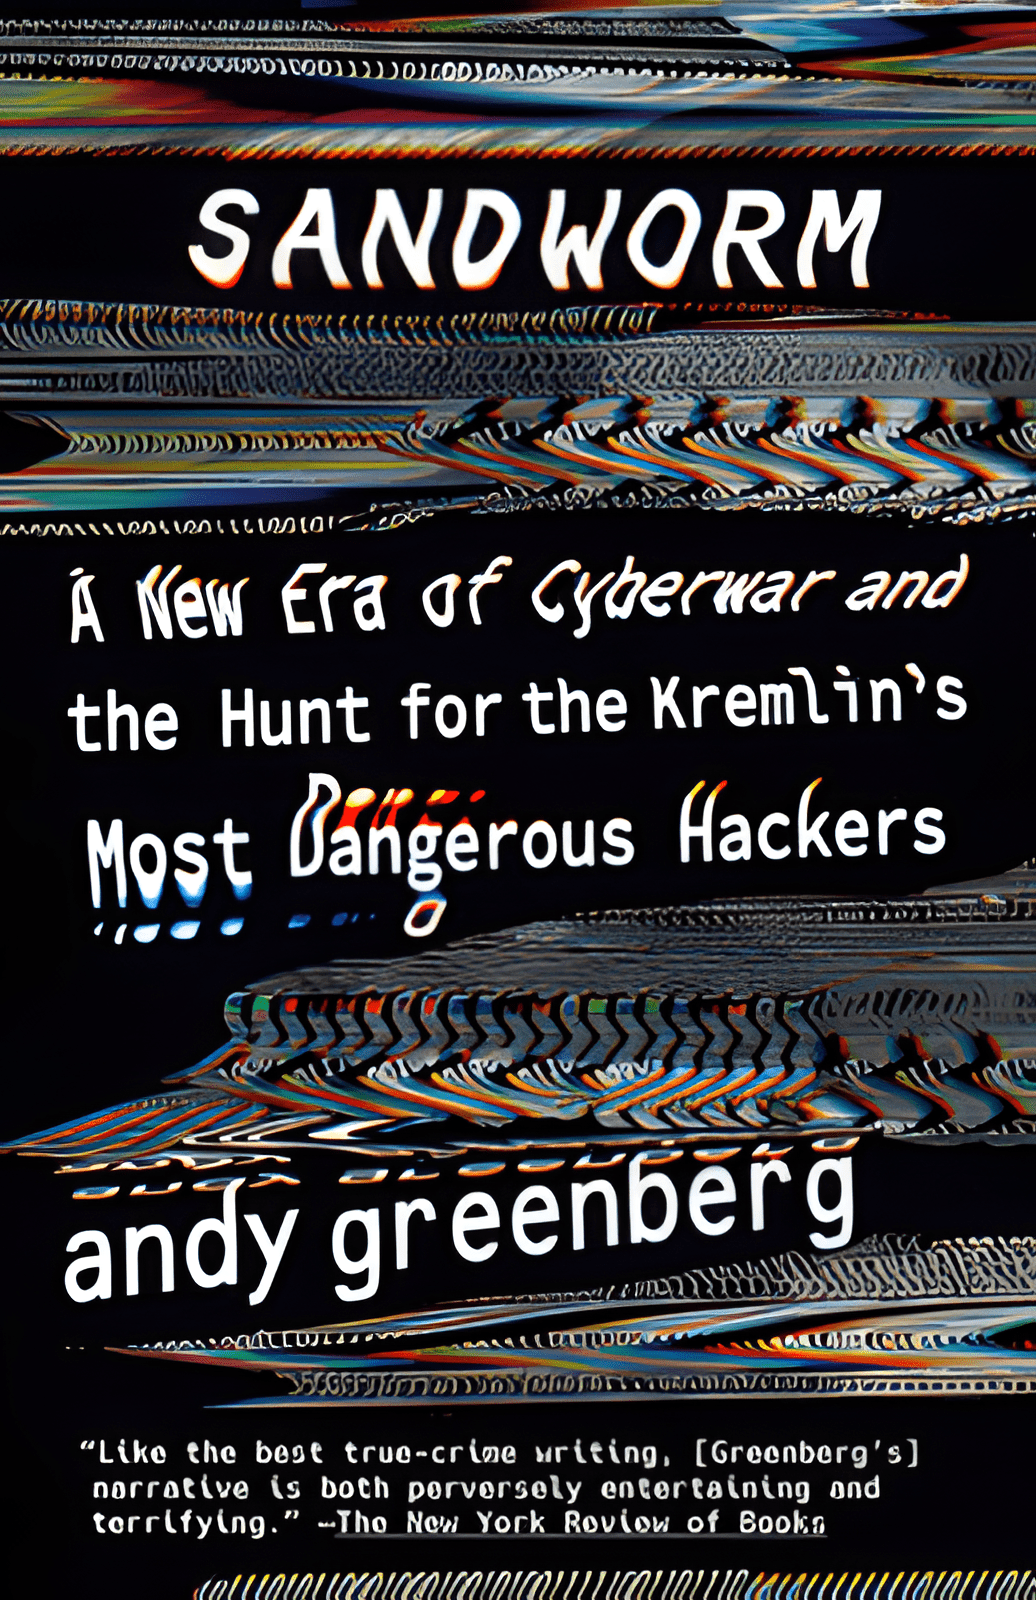 SANDWORM
A New Era of Cyberwar and
the Hunt for the Kremlin's
Most Dangerous Hackers
andy greenberg
“Like the best true-crime writing, [Greenberg's]
narrative is both perversely entertaining and
terrifying.” —The New York Review of Books